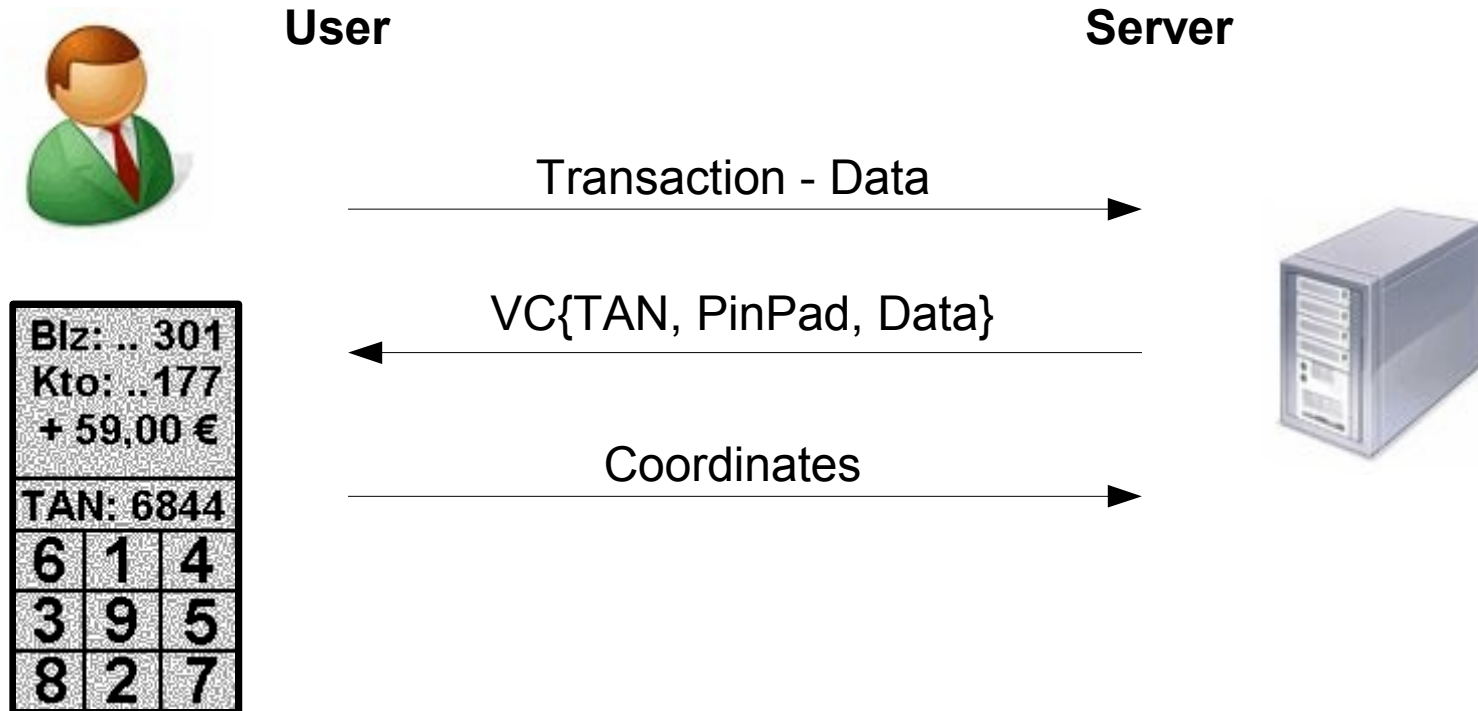 User
Server
Transaction - Data
VC{TAN, PinPad, Data}
Coordinates
Blz: .. 301
Kto: ..177
+ 59,00 €
TAN: 6844
6 1 4
3 9 5
8 2 7